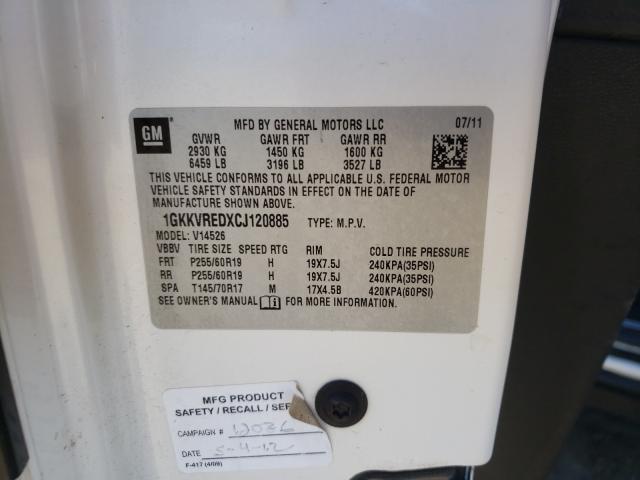 GM
MFD BY GENERAL MOTORS LLC 07/11
GVWR GAWR FRT GAWR RR
2930 KG 1450 KG 1600 KG
6459 LB 3196 LB 3527 LB
THIS VEHICLE CONFORMS TO ALL APPLICABLE U.S. FEDERAL MOTOR
VEHICLE SAFETY STANDARDS IN EFFECT ON THE DATE OF
MANUFACTURE SHOWN ABOVE.
1GKKVREDXCJ120885 TYPE: M.P.V.
MODEL: V14526
VBBV TIRE SIZE SPEED RTG RIM COLD TIRE PRESSURE
FRT P255/60R19 H 19X7.5J 240KPA(35PSI)
RR P255/60R19 H 19X7.5J 240KPA(35PSI)
SPA T145/70R17 M 17X4.5B 420KPA(60PSI)
SEE OWNER'S MANUAL FOR MORE INFORMATION.
MFG PRODUCT
SAFETY / RECALL / SER
CAMPAIGN #
DATE 5-4-12
F-417 (4/09)